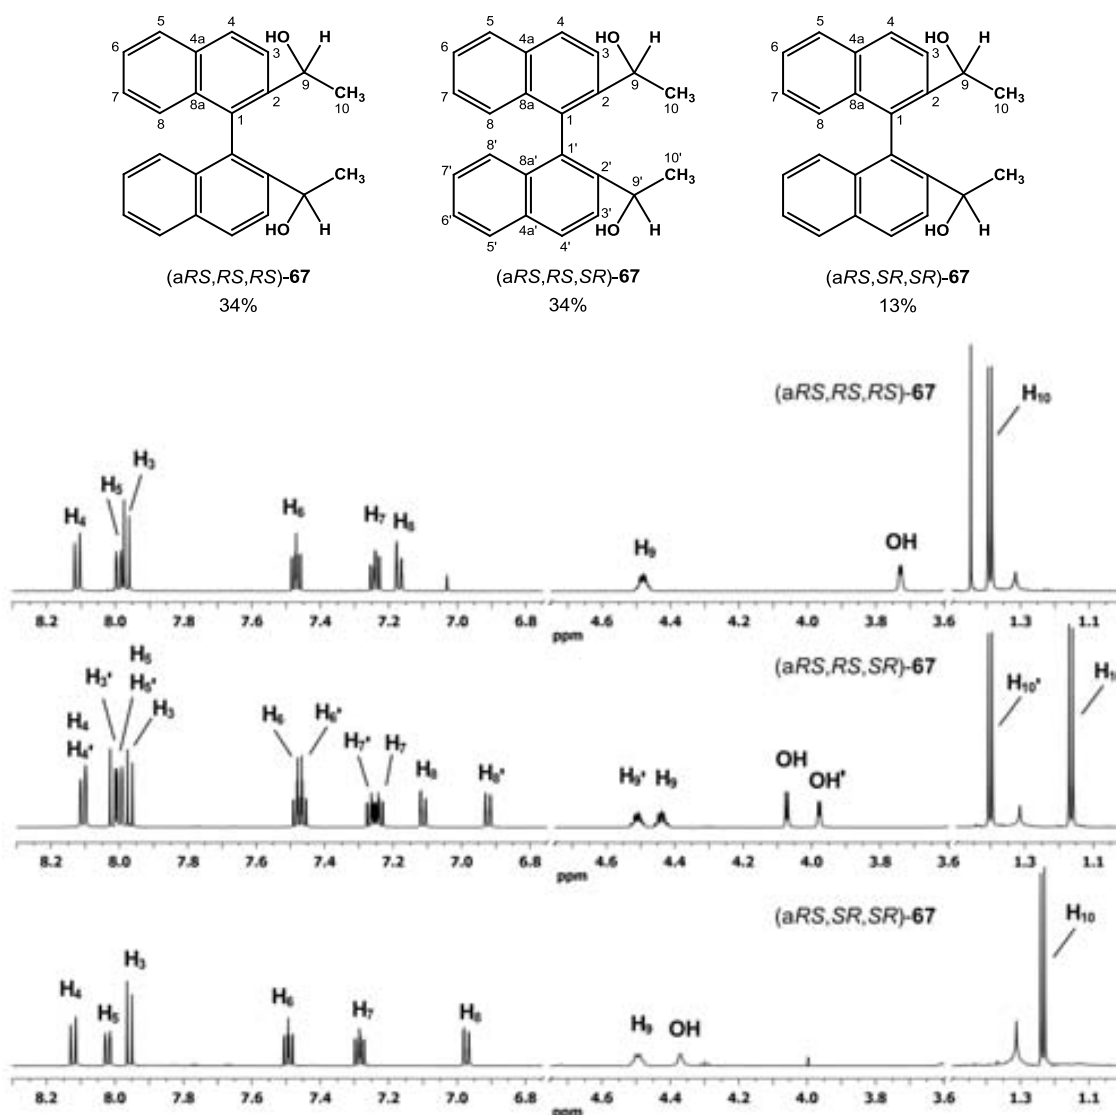 5 4 HO H
6 4a 3
9
7 8a 2 CH3
10
8 1
CH3
HO H
(aRS,RS,RS)-67
34%
5 4 HO H
6 4a 3
9
7 8a 2 CH3
10
8 1
8' 1' 10'
7' 8a' 2' CH3
9'
6' 4a' 3'
5' 4' HO H
(aRS,RS,SR)-67
34%
5 4 HO H
6 4a 3
9
7 8a 2 CH3
10
8 1
CH3
HO H
(aRS,SR,SR)-67
13%
(aRS,RS,RS)-67
H4 H5 H3 H6 H7 H8 H9 OH H10
8.2 8.0 7.8 7.6 7.4 7.2 7.0 6.8 4.6 4.4 4.2 4.0 3.8 3.6 1.3 1.1
ppm
(aRS,RS,SR)-67
H4 H4' H3' H5 H5' H3 H6 H6' H7' H7 H8 H8' H9' H9 OH OH' H10'
8.2 8.0 7.8 7.6 7.4 7.2 7.0 6.8 4.6 4.4 4.2 4.0 3.8 3.6 1.3 1.1
ppm
(aRS,SR,SR)-67
H4 H5 H3 H6 H7 H8 H9 OH H10
8.2 8.0 7.8 7.6 7.4 7.2 7.0 6.8 4.6 4.4 4.2 4.0 3.8 3.6 1.3 1.1
ppm